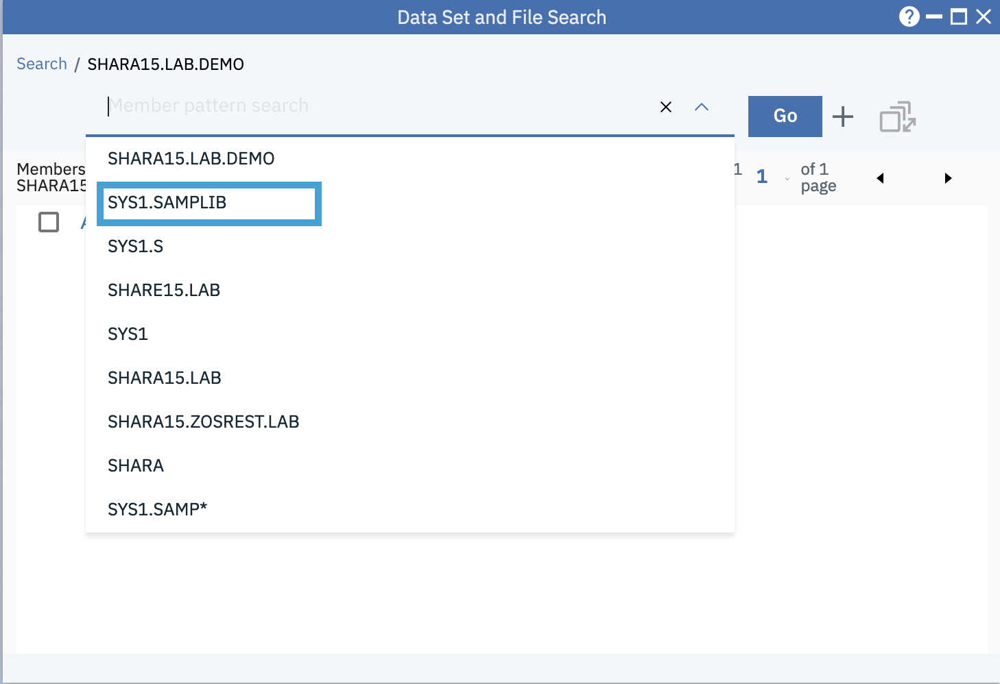 Data Set and File Search
Search / SHARA15.LAB.DEMO
Member pattern search
Go
SHARA15.LAB.DEMO
Members
SHARA15
1 1 of 1
page
SYS1.SAMPLIB
SYS1.S
SHARE15.LAB
SYS1
SHARA15.LAB
SHARA15.ZOSREST.LAB
SHARA
SYS1.SAMP*